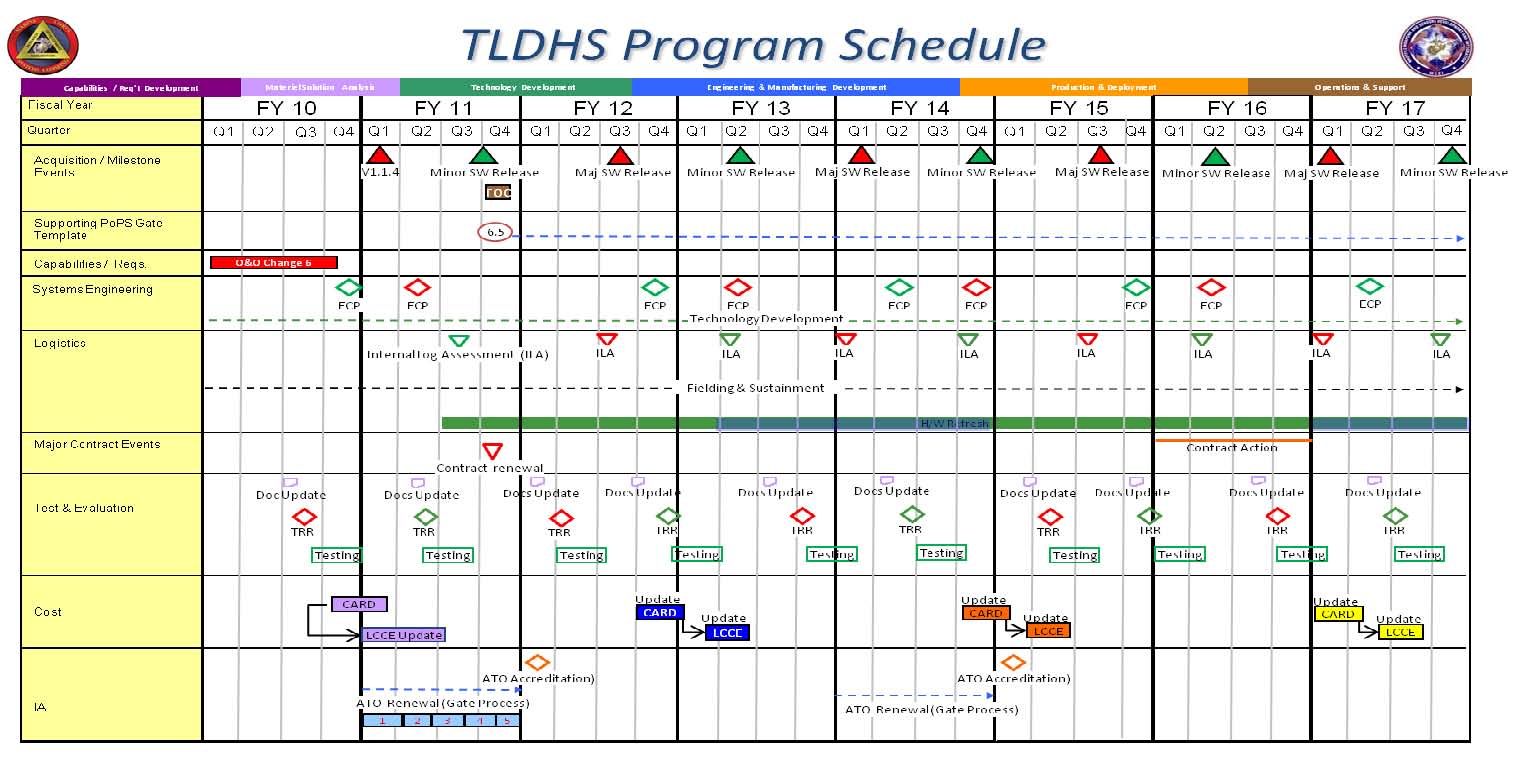 TLDHS Program Schedule
Capabilities / Req't Development Materiel Solution Analysis Technology Development Engineering & Manufacturing Development Production & Deployment Operations & Support
Fiscal Year FY 10 FY 11 FY 12 FY 13 FY 14 FY 15 FY 16 FY 17
Quarter Q1 Q2 Q3 Q4 Q1 Q2 Q3 Q4 Q1 Q2 Q3 Q4 Q1 Q2 Q3 Q4 Q1 Q2 Q3 Q4 Q1 Q2 Q3 Q4 Q1 Q2 Q3 Q4 Q1 Q2 Q3 Q4
Acquisition / Milestone
Events
V1.1.4 Minor SW Release Maj SW Release Minor SW Release Maj SW Release Minor SW Release Maj SW Release Minor SW Release Maj SW Release Minor SW Release
TOC
Supporting PoPS Gate
Template
6.5
Capabilities / Reqs.
O&O Change 6
Systems Engineering
ECP ECP ECP ECP ECP ECP ECP ECP ECP
Technology Development
Logistics
Internal Log Assessment (ILA) ILA ILA ILA ILA ILA ILA ILA ILA
Fielding & Sustainment
H/W Refresh
Major Contract Events
Contract Action
Contract renewal
Doc Update Docs Update Docs Update Docs Update Docs Update Docs Update Docs Update Docs Update Docs Update Docs Update
Test & Evaluation
TRR TRR TRR TRR TRR TRR TRR TRR TRR TRR
Testing Testing Testing Testing Testing Testing Testing Testing Testing Testing
Cost
Update Update Update
CARD CARD CARD CARD
Update Update Update
LCCE Update LCCE LCCE LCCE
IA
ATO Accreditation) ATO Accreditation)
ATO Renewal (Gate Process) ATO Renewal (Gate Process)
1 2 3 4 5